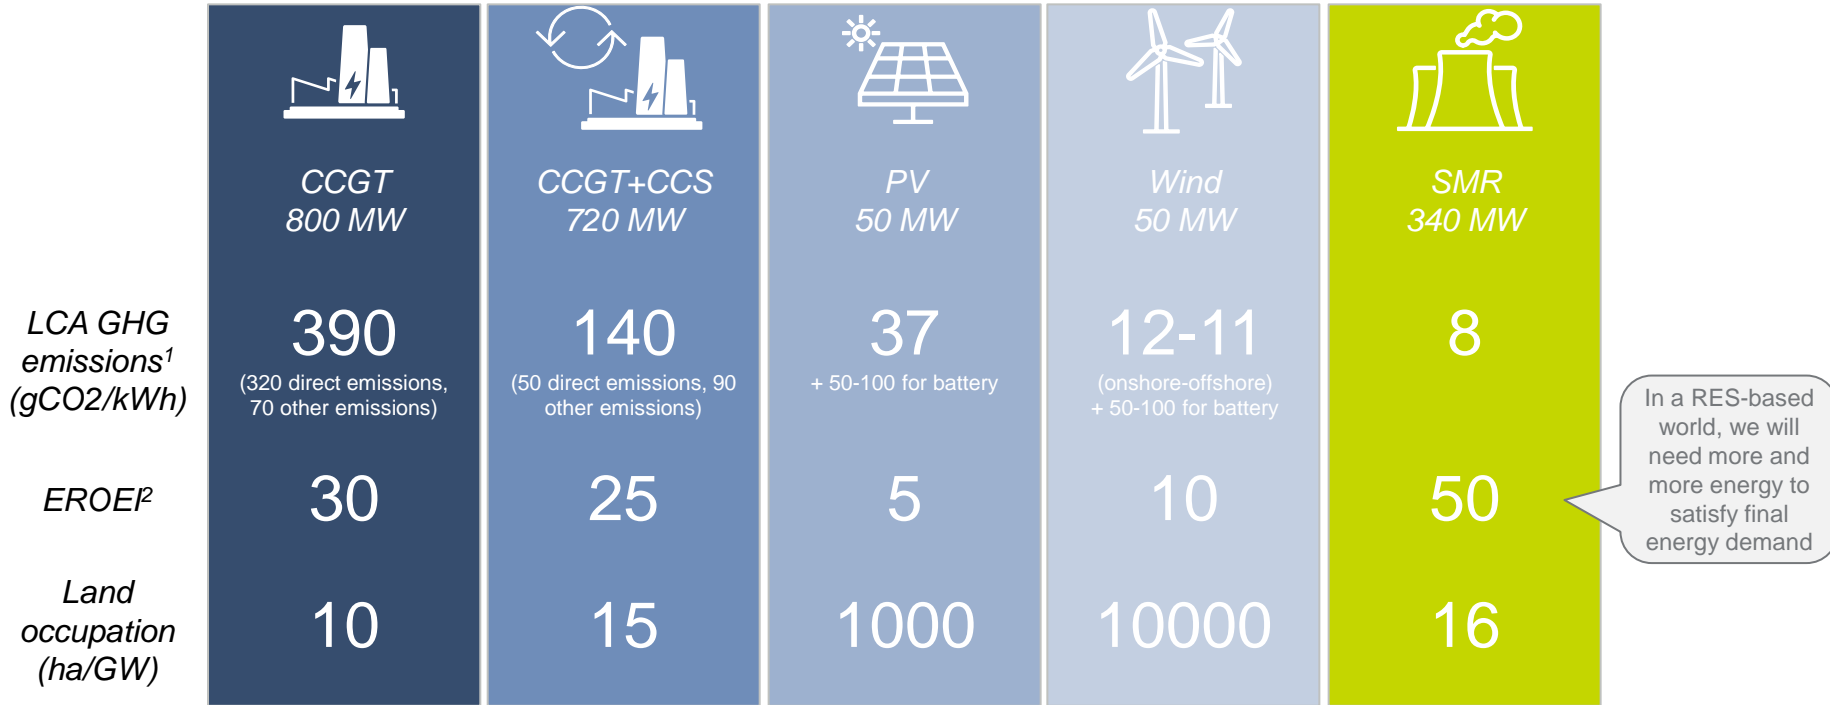 CCGT
800 MW
CCGT+CCS
720 MW
PV
50 MW
Wind
50 MW
SMR
340 MW
LCA GHG
emissions¹
(gCO2/kWh)
390
(320 direct emissions,
70 other emissions)
140
(50 direct emissions, 90
other emissions)
37
+ 50-100 for battery
12-11
(onshore-offshore)
+ 50-100 for battery
8
EROEI²
30
25
5
10
50
In a RES-based
world, we will
need more and
more energy to
satisfy final
energy demand
Land
occupation
(ha/GW)
10
15
1000
10000
16